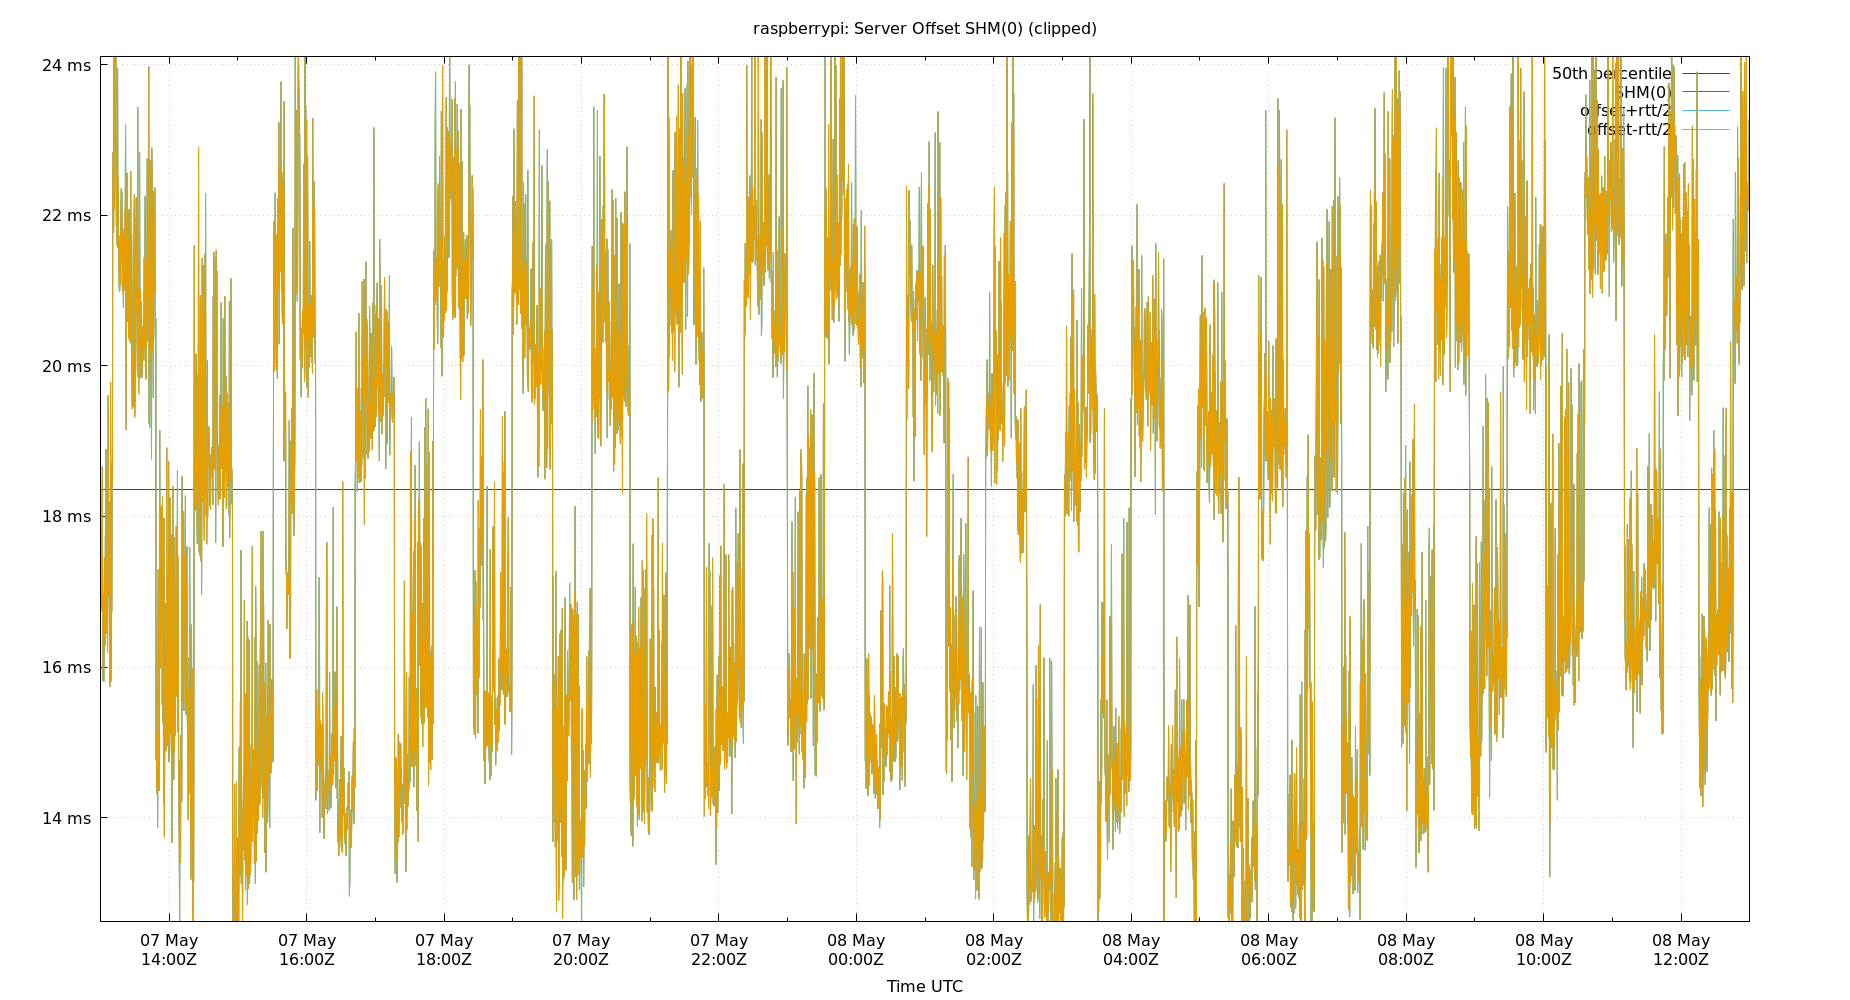 raspberrypi: Server Offset SHM(0) (clipped)
24 ms
22 ms
20 ms
18 ms
16 ms
14 ms
50th percentile
SHM(0)
offset+rtt/2
offset-rtt/2
07 May 07 May 07 May 07 May 07 May 08 May 08 May 08 May 08 May 08 May 08 May 08 May
14:00Z 16:00Z 18:00Z 20:00Z 22:00Z 00:00Z 02:00Z 04:00Z 06:00Z 08:00Z 10:00Z 12:00Z
Time UTC